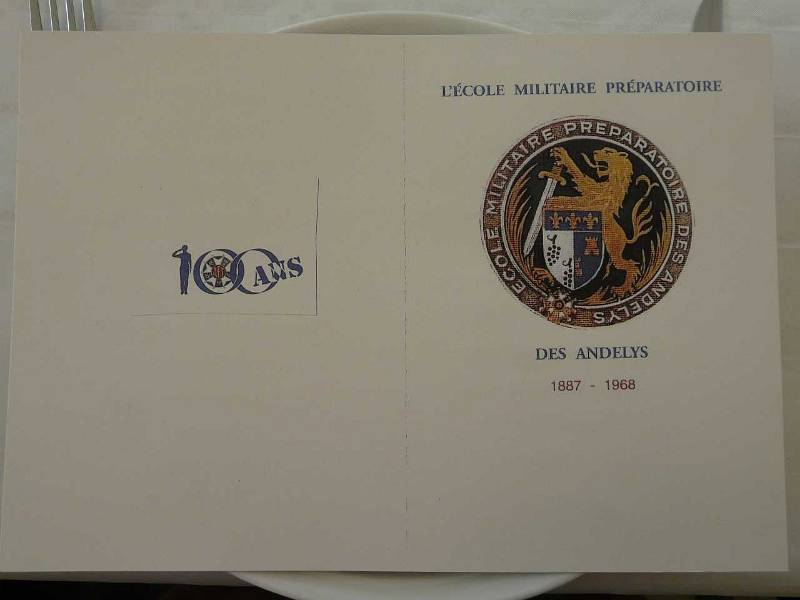 100 ANS
L'ÉCOLE MILITAIRE PRÉPARATOIRE
ECOLE MILITAIRE PREPARATOIRE DES ANDELYS
DES ANDELYS
1887 - 1968